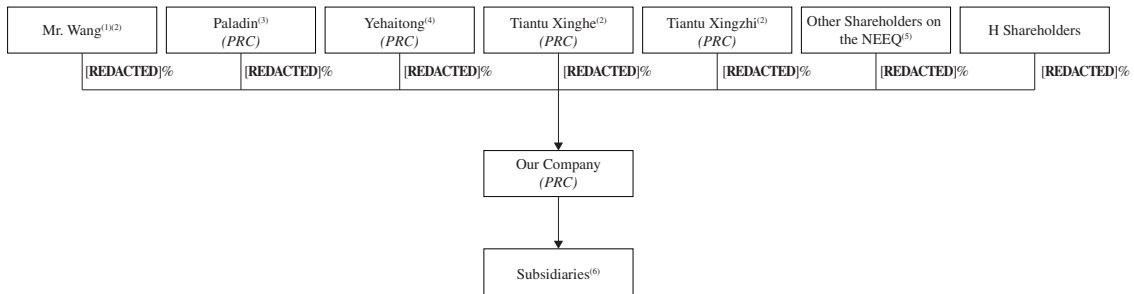 Mr. Wang(1)(2)
Paladin(3)
(PRC)
Yehaitong(4)
(PRC)
Tiantu Xinghe(2)
(PRC)
Tiantu Xingzhi(2)
(PRC)
Other Shareholders on
the NEEQ(5)
H Shareholders
[REDACTED]%
[REDACTED]%
[REDACTED]%
[REDACTED]%
[REDACTED]%
[REDACTED]%
[REDACTED]%
Our Company
(PRC)
Subsidiaries(6)